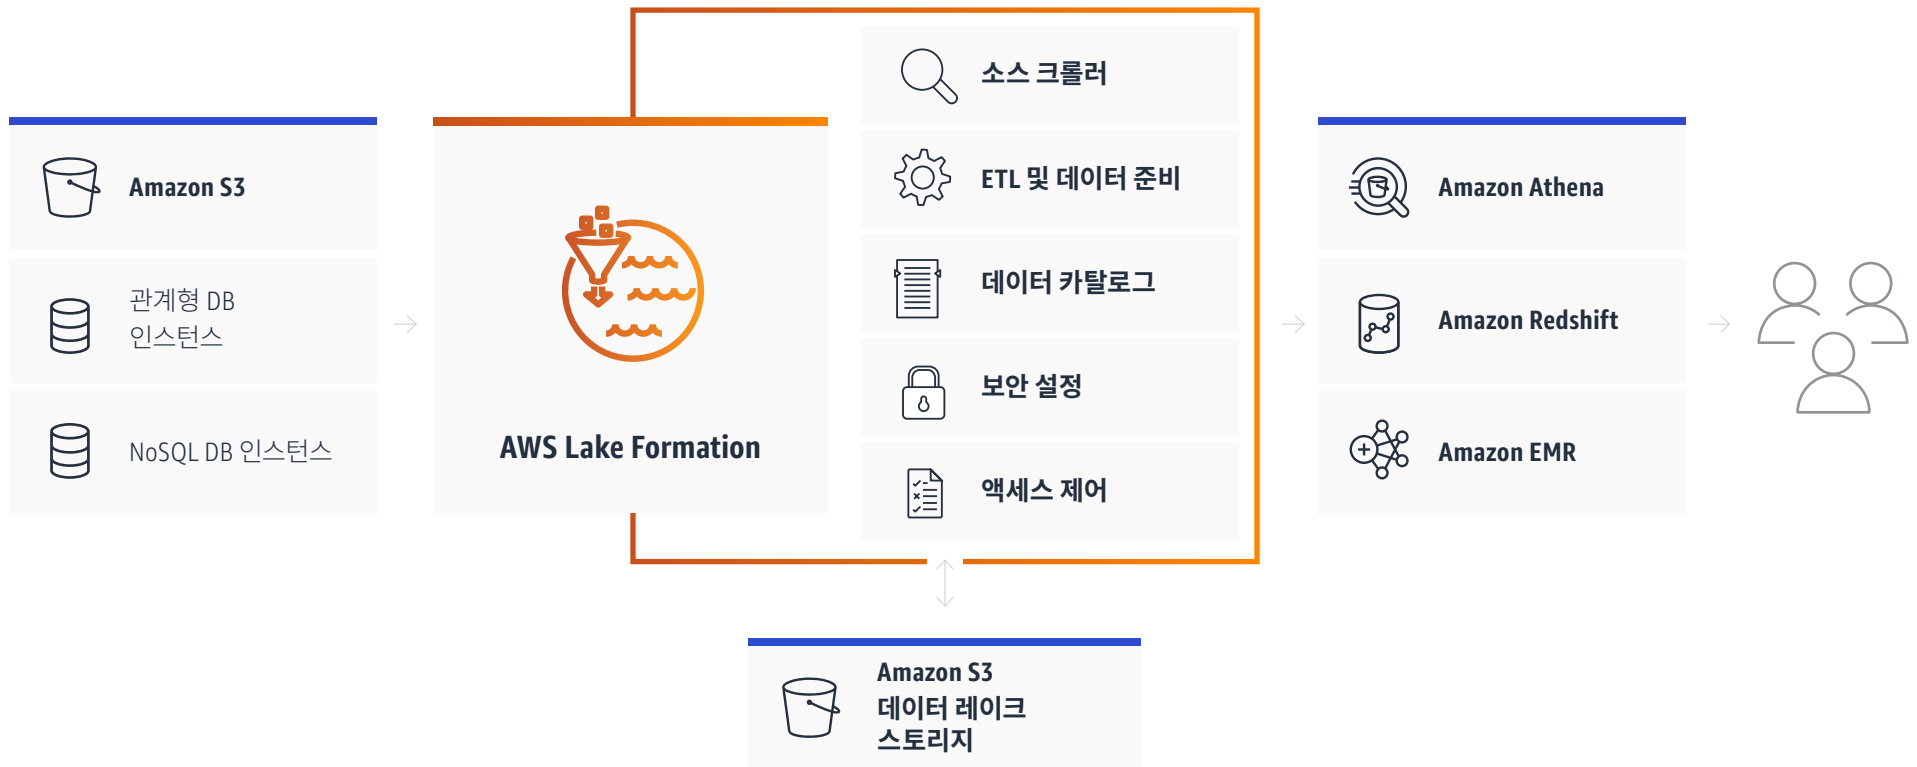 Amazon S3
관계형 DB
인스턴스
NoSQL DB 인스턴스
AWS Lake Formation
소스 크롤러
ETL 및 데이터 준비
데이터 카탈로그
보안 설정
액세스 제어
Amazon Athena
Amazon Redshift
Amazon EMR
Amazon S3
데이터 레이크
스토리지